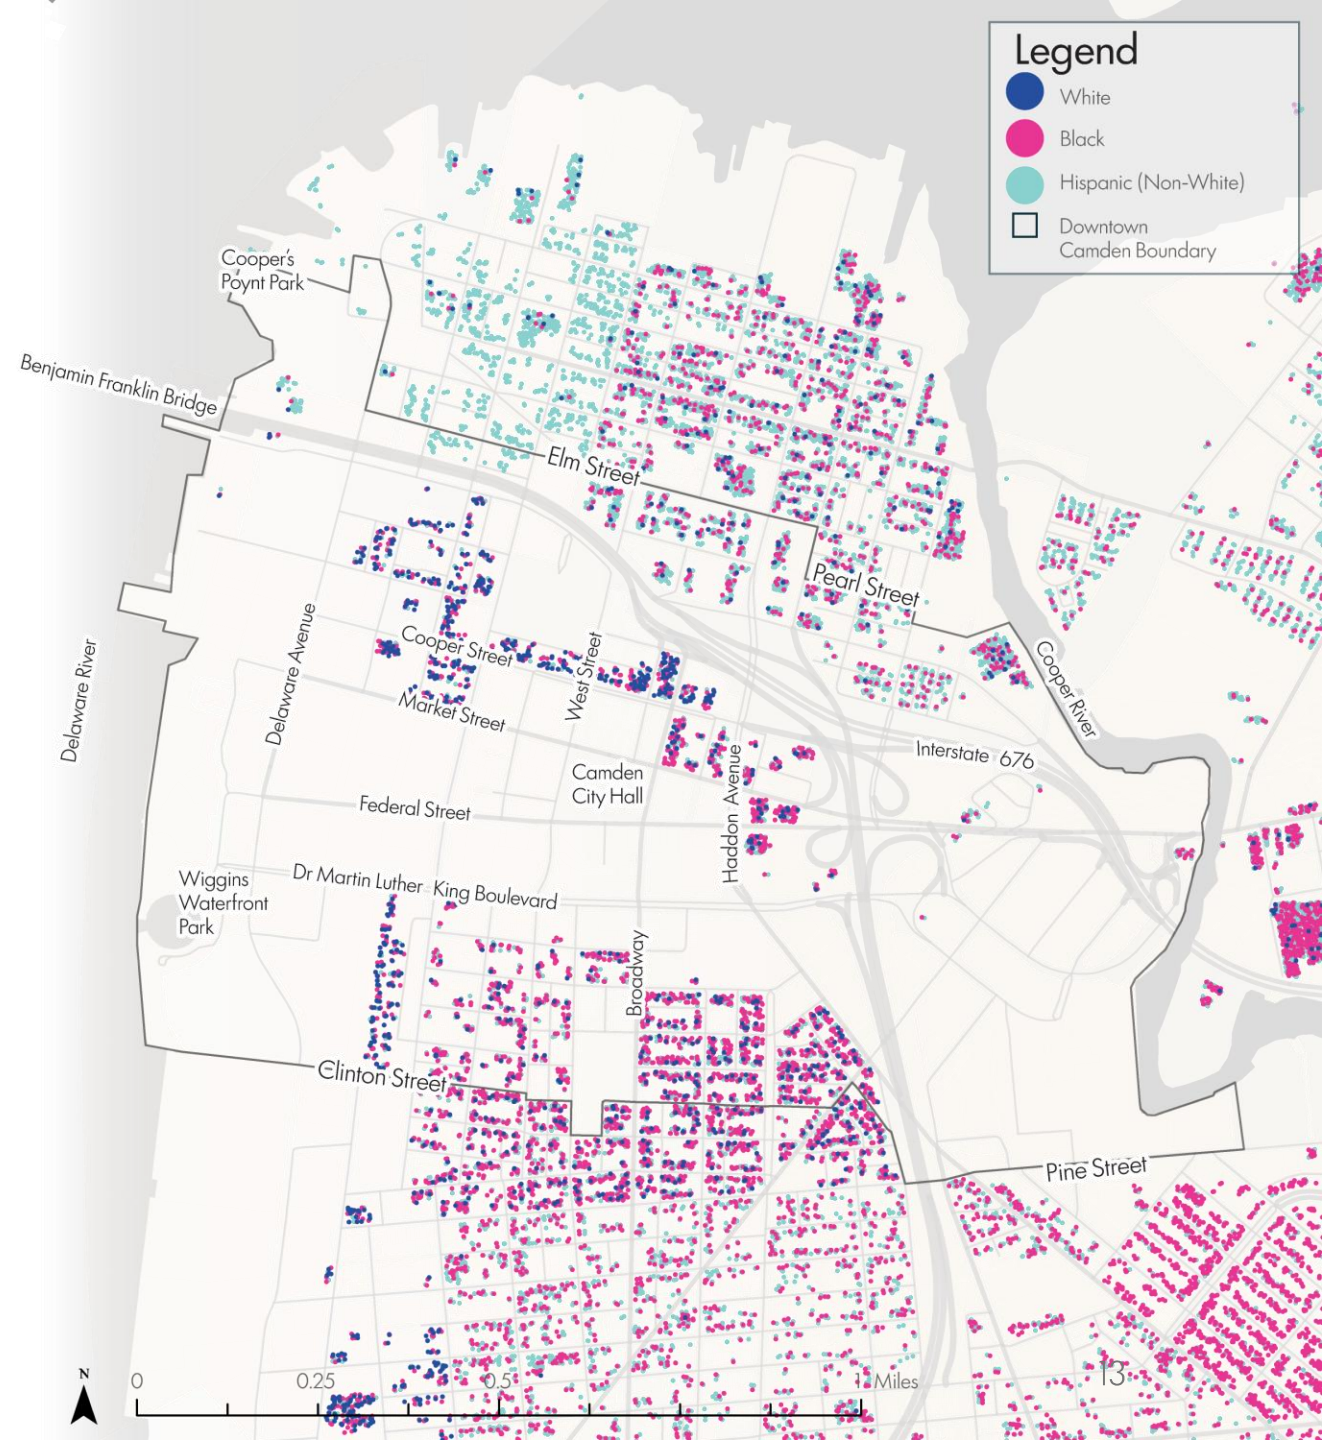 Legend
White
Black
Hispanic (Non-White)
Downtown
Camden Boundary
Cooper's
Poynt Park
Benjamin Franklin Bridge
Elm Street
Pearl Street
Cooper Street
West Street
Delaware Avenue
Delaware River
Market Street
Cooper River
Interstate 676
Camden
City Hall
Haddon Avenue
Federal Street
Dr Martin Luther King Boulevard
Wiggins
Waterfront
Park
Broadway
Clinton Street
Pine Street
N
0 0.25 0.5 1 Miles
13